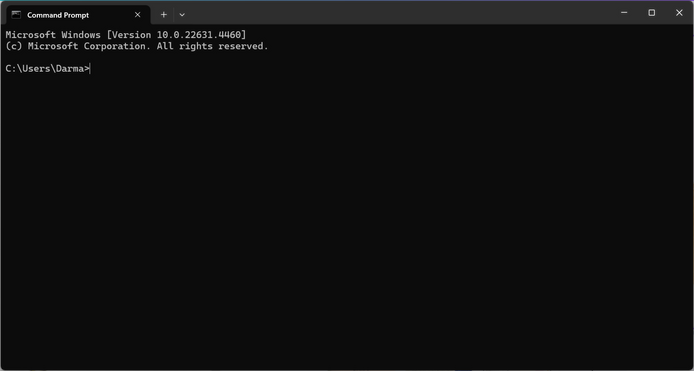 Command Prompt
Microsoft Windows [Version 10.0.22631.4460]
(c) Microsoft Corporation. All rights reserved.
C:\Users\Darma>